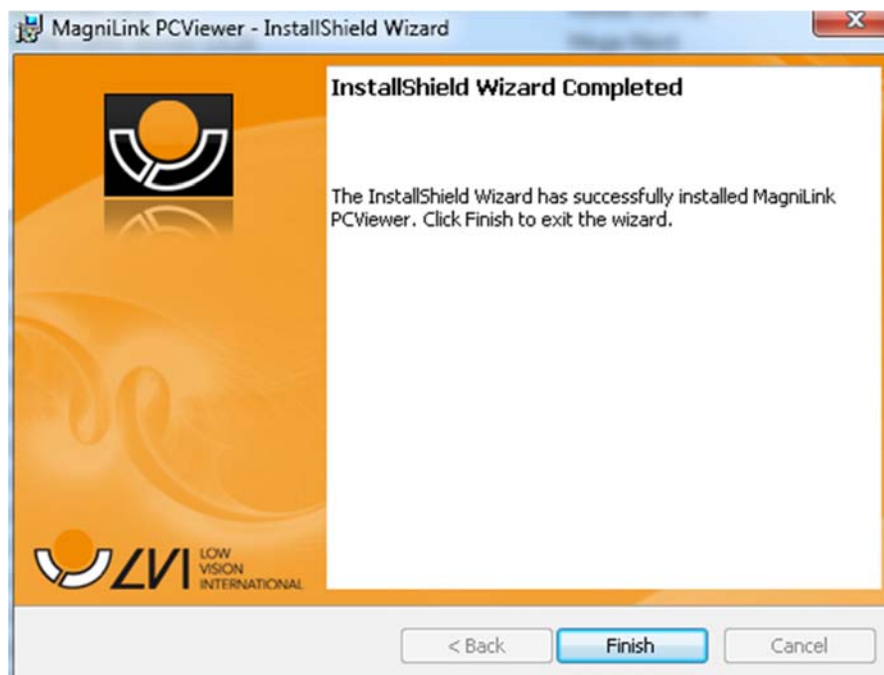 MagniLink PCViewer - InstallShield Wizard
InstallShield Wizard Completed
The InstallShield Wizard has successfully installed MagniLink
PCViewer. Click Finish to exit the wizard.
LVI
LOW
VISION
INTERNATIONAL
< Back
Finish
Cancel